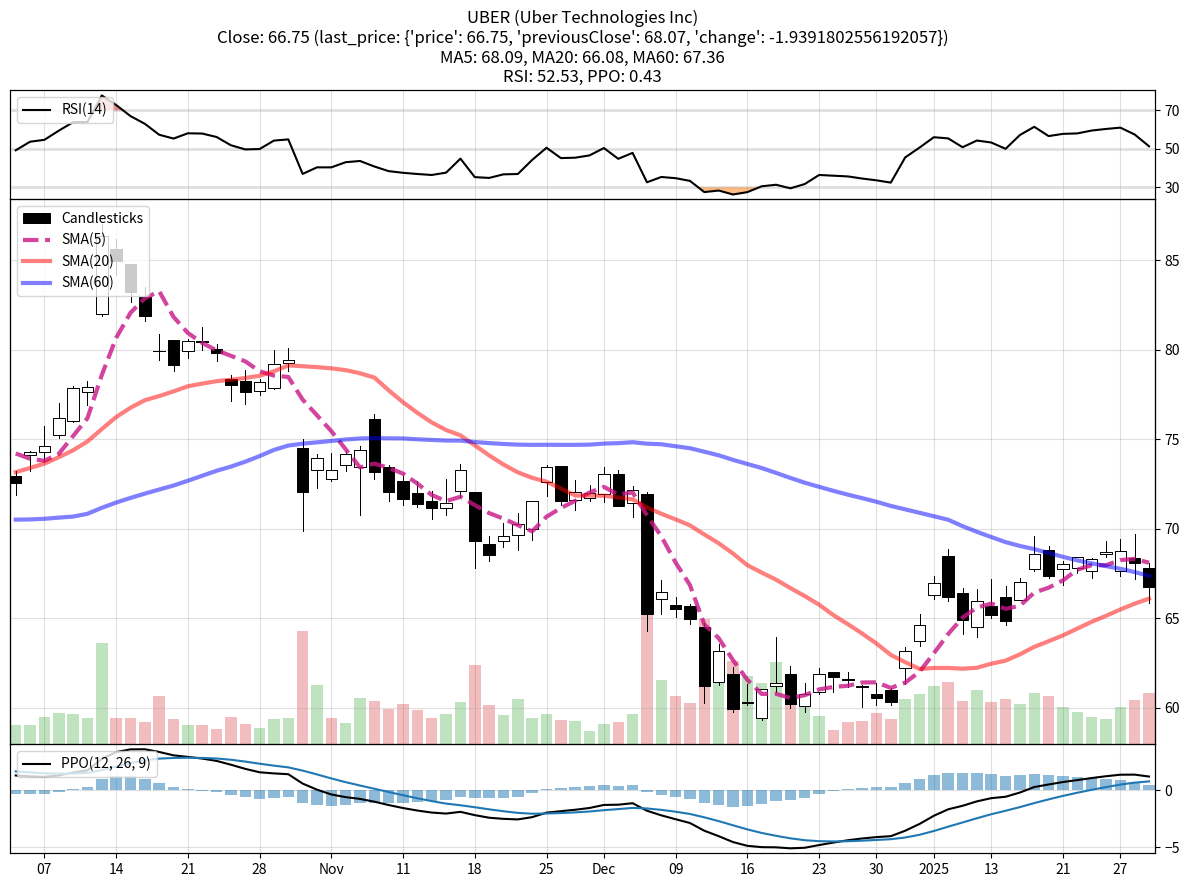 UBER (Uber Technologies Inc)
Close: 66.75 (last_price: {'price': 66.75, 'previousClose': 68.07, 'change': -1.9391802556192057})
MA5: 68.09, MA20: 66.08, MA60: 67.36
RSI: 52.53, PPO: 0.43
RSI(14)
70
50
30
Candlesticks
SMA(5)
SMA(20)
SMA(60)
85
80
75
70
65
60
PPO(12, 26, 9)
0
−5
07 14 21 28 Nov 11 18 25 Dec 09 16 23 30 2025 13 21 27